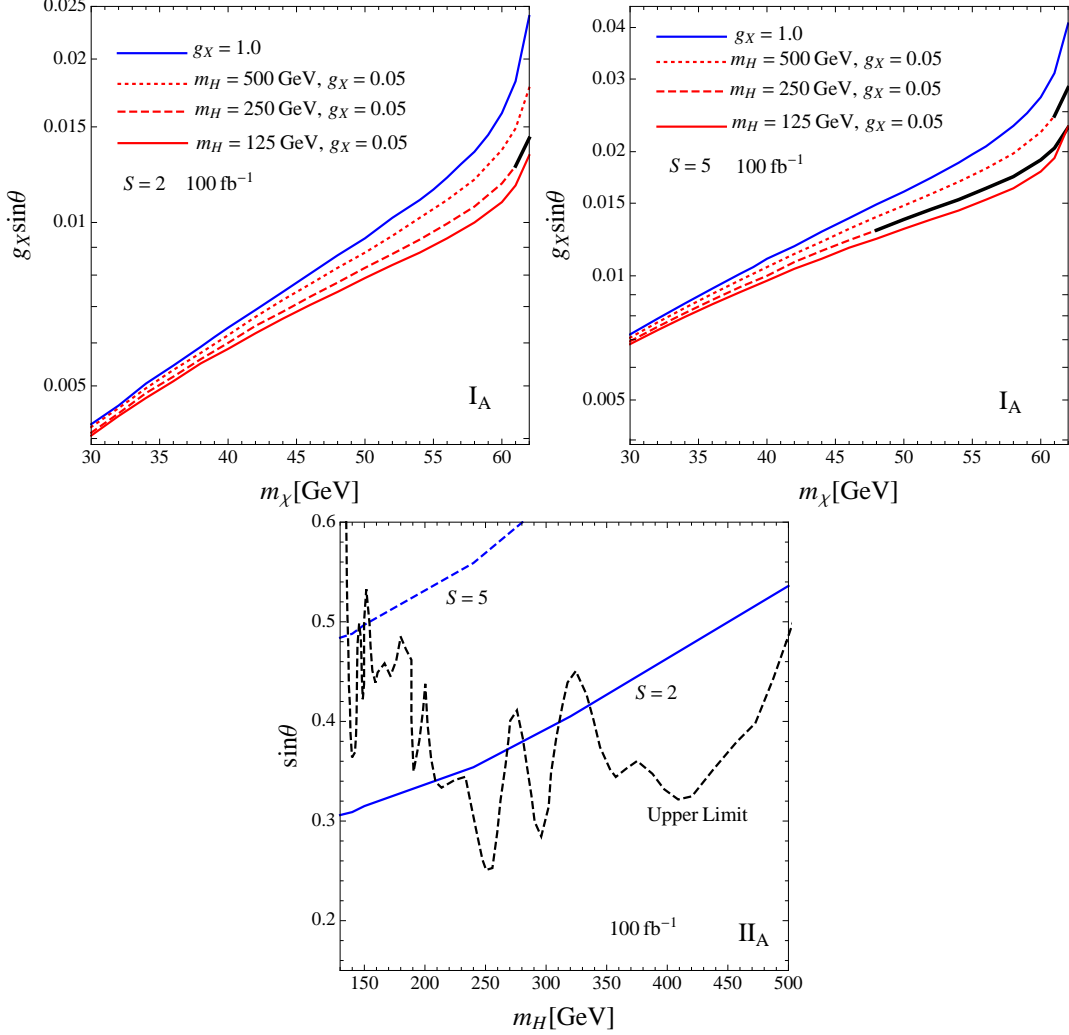 0.025
0.020
0.015
0.010
0.005
g_X sinθ
g_X = 1.0
m_H = 500 GeV, g_X = 0.05
m_H = 250 GeV, g_X = 0.05
m_H = 125 GeV, g_X = 0.05
S = 2 100 fb⁻¹
I_A
30 35 40 45 50 55 60
m_χ[GeV]
0.04
0.03
0.02
0.015
0.01
0.005
g_X sinθ
g_X = 1.0
m_H = 500 GeV, g_X = 0.05
m_H = 250 GeV, g_X = 0.05
m_H = 125 GeV, g_X = 0.05
S = 5 100 fb⁻¹
I_A
30 35 40 45 50 55 60
m_χ[GeV]
0.6
0.5
0.4
0.3
0.2
sinθ
S = 5
S = 2
Upper Limit
100 fb⁻¹
II_A
150 200 250 300 350 400 450 500
m_H[GeV]